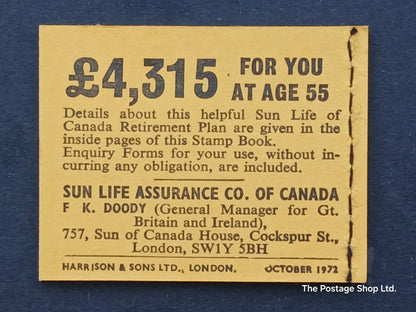 £4,315 FOR YOU
AT AGE 55
Details about this helpful Sun Life of
Canada Retirement Plan are given in the
inside pages of this Stamp Book.
Enquiry Forms for your use, without in-
curring any obligation, are included.
SUN LIFE ASSURANCE CO. OF CANADA
F K. DOODY (General Manager for Gt.
Britain and Ireland),
757, Sun of Canada House, Cockspur St.,
London, SW1Y 5BH
HARRISON & SONS LTD., LONDON. OCTOBER 1972
The Postage Shop Ltd.